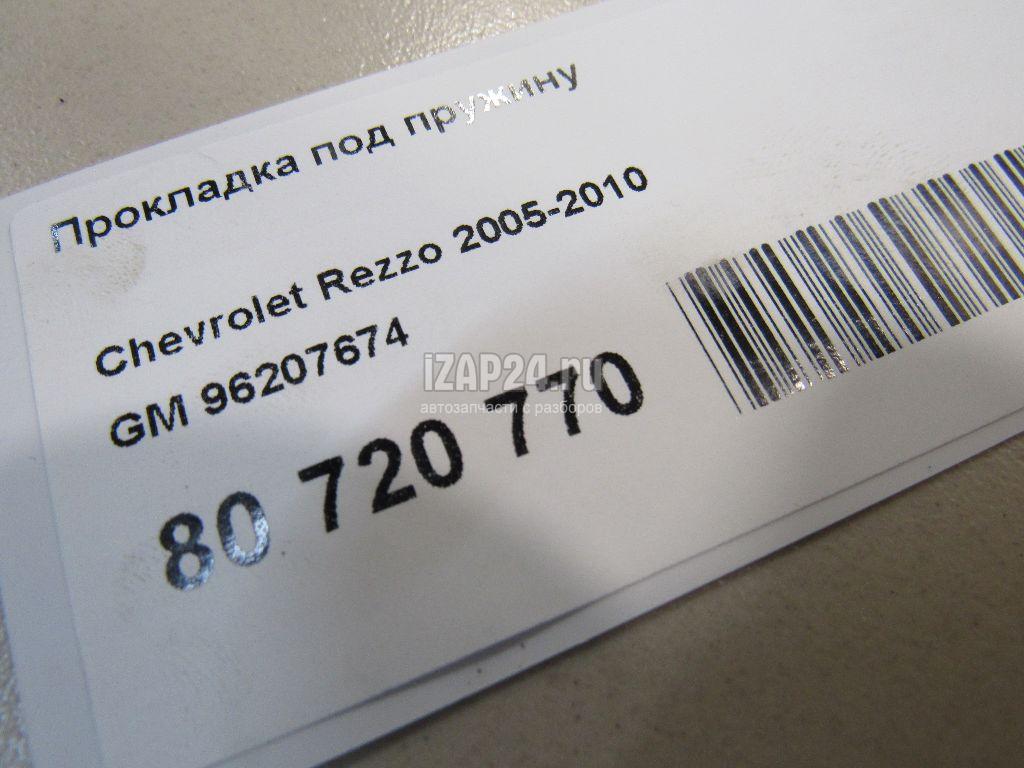 Прокладка под пружину
Chevrolet Rezzo 2005-2010
GM 96207674
80 720 770
iZAP24.ru
автозапчасти с разборов